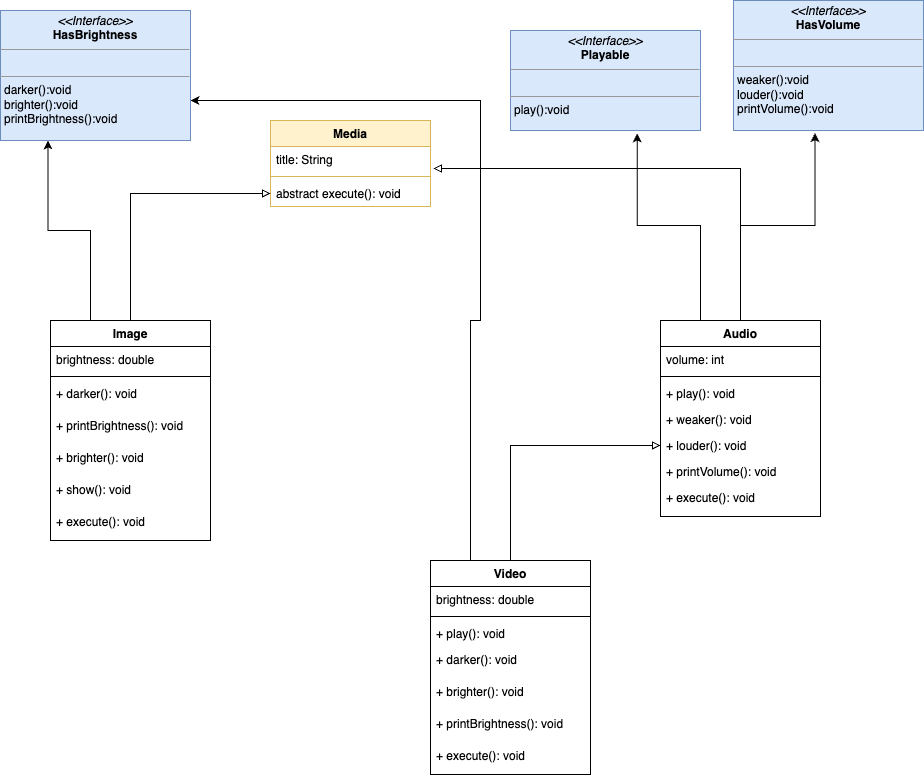 <<Interface>>
HasBrightness
darker():void
brighter():void
printBrightness():void
Media
title: String
abstract execute(): void
<<Interface>>
Playable
play():void
<<Interface>>
HasVolume
weaker():void
louder():void
printVolume():void
Image
brightness: double
+ darker(): void
+ printBrightness(): void
+ brighter(): void
+ show(): void
+ execute(): void
Audio
volume: int
+ play(): void
+ weaker(): void
+ louder(): void
+ printVolume(): void
+ execute(): void
Video
brightness: double
+ play(): void
+ darker(): void
+ brighter(): void
+ printBrightness(): void
+ execute(): void